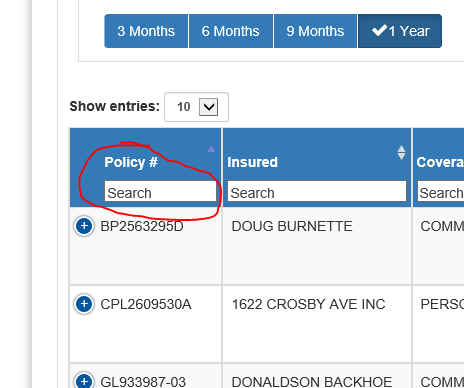 3 Months 6 Months 9 Months 1 Year
Show entries: 10
Policy # Insured Covera
Search Search Search
BP2563295D DOUG BURNETTE COMM
CPL2609530A 1622 CROSBY AVE INC PERSO
GL933987-03 DONALDSON BACKHOE COMM